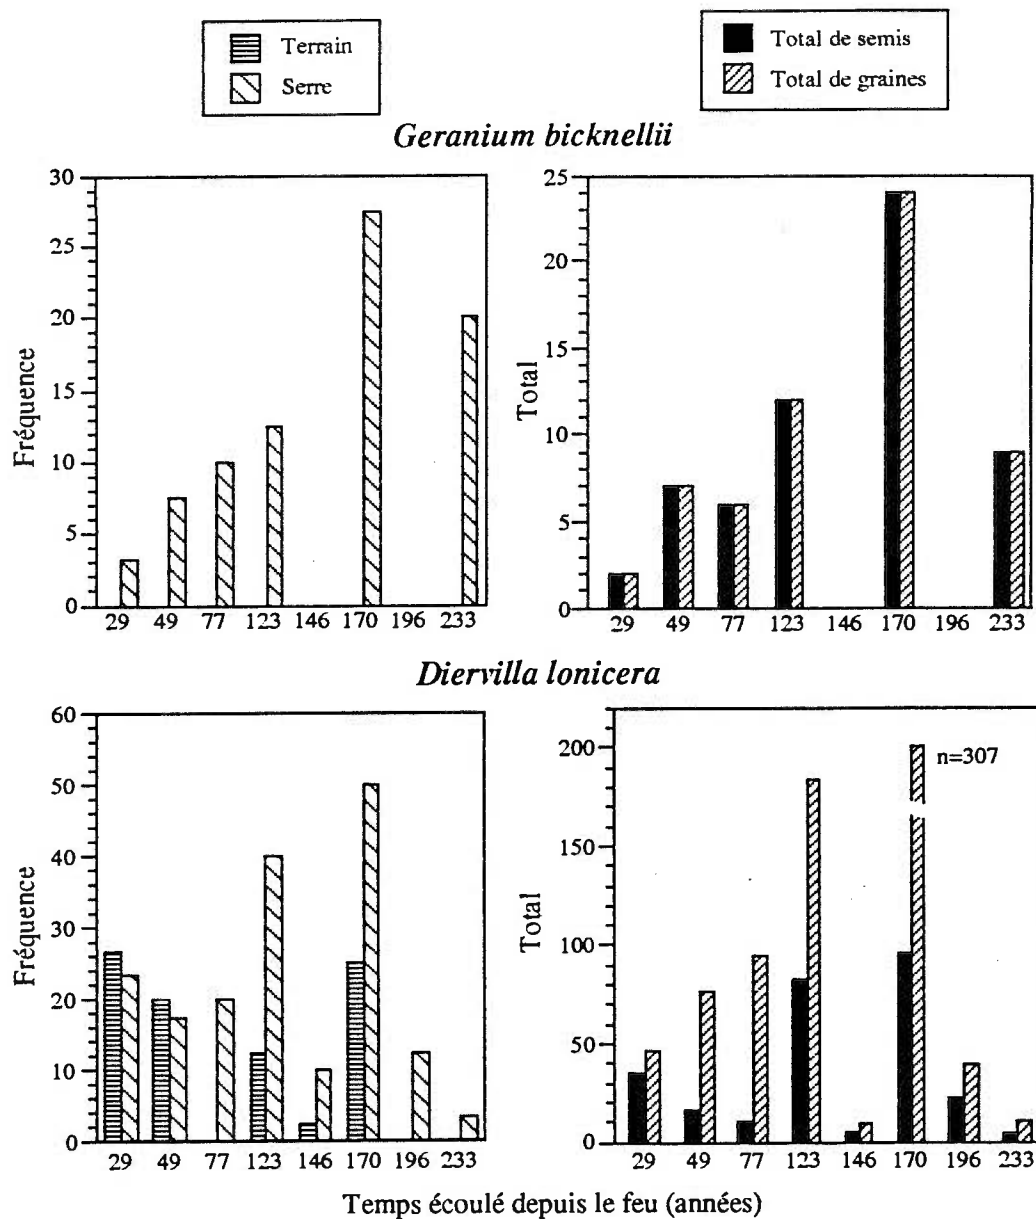 Terrain
Serre
Total de semis
Total de graines
Geranium bicknellii
Fréquence
30
25
20
15
10
5
0
29 49 77 123 146 170 196 233
Total
25
20
15
10
5
0
29 49 77 123 146 170 196 233
Diervilla lonicera
Fréquence
60
50
40
30
20
10
0
29 49 77 123 146 170 196 233
Total
200
150
100
50
0
n=307
29 49 77 123 146 170 196 233
Temps écoulé depuis le feu (années)